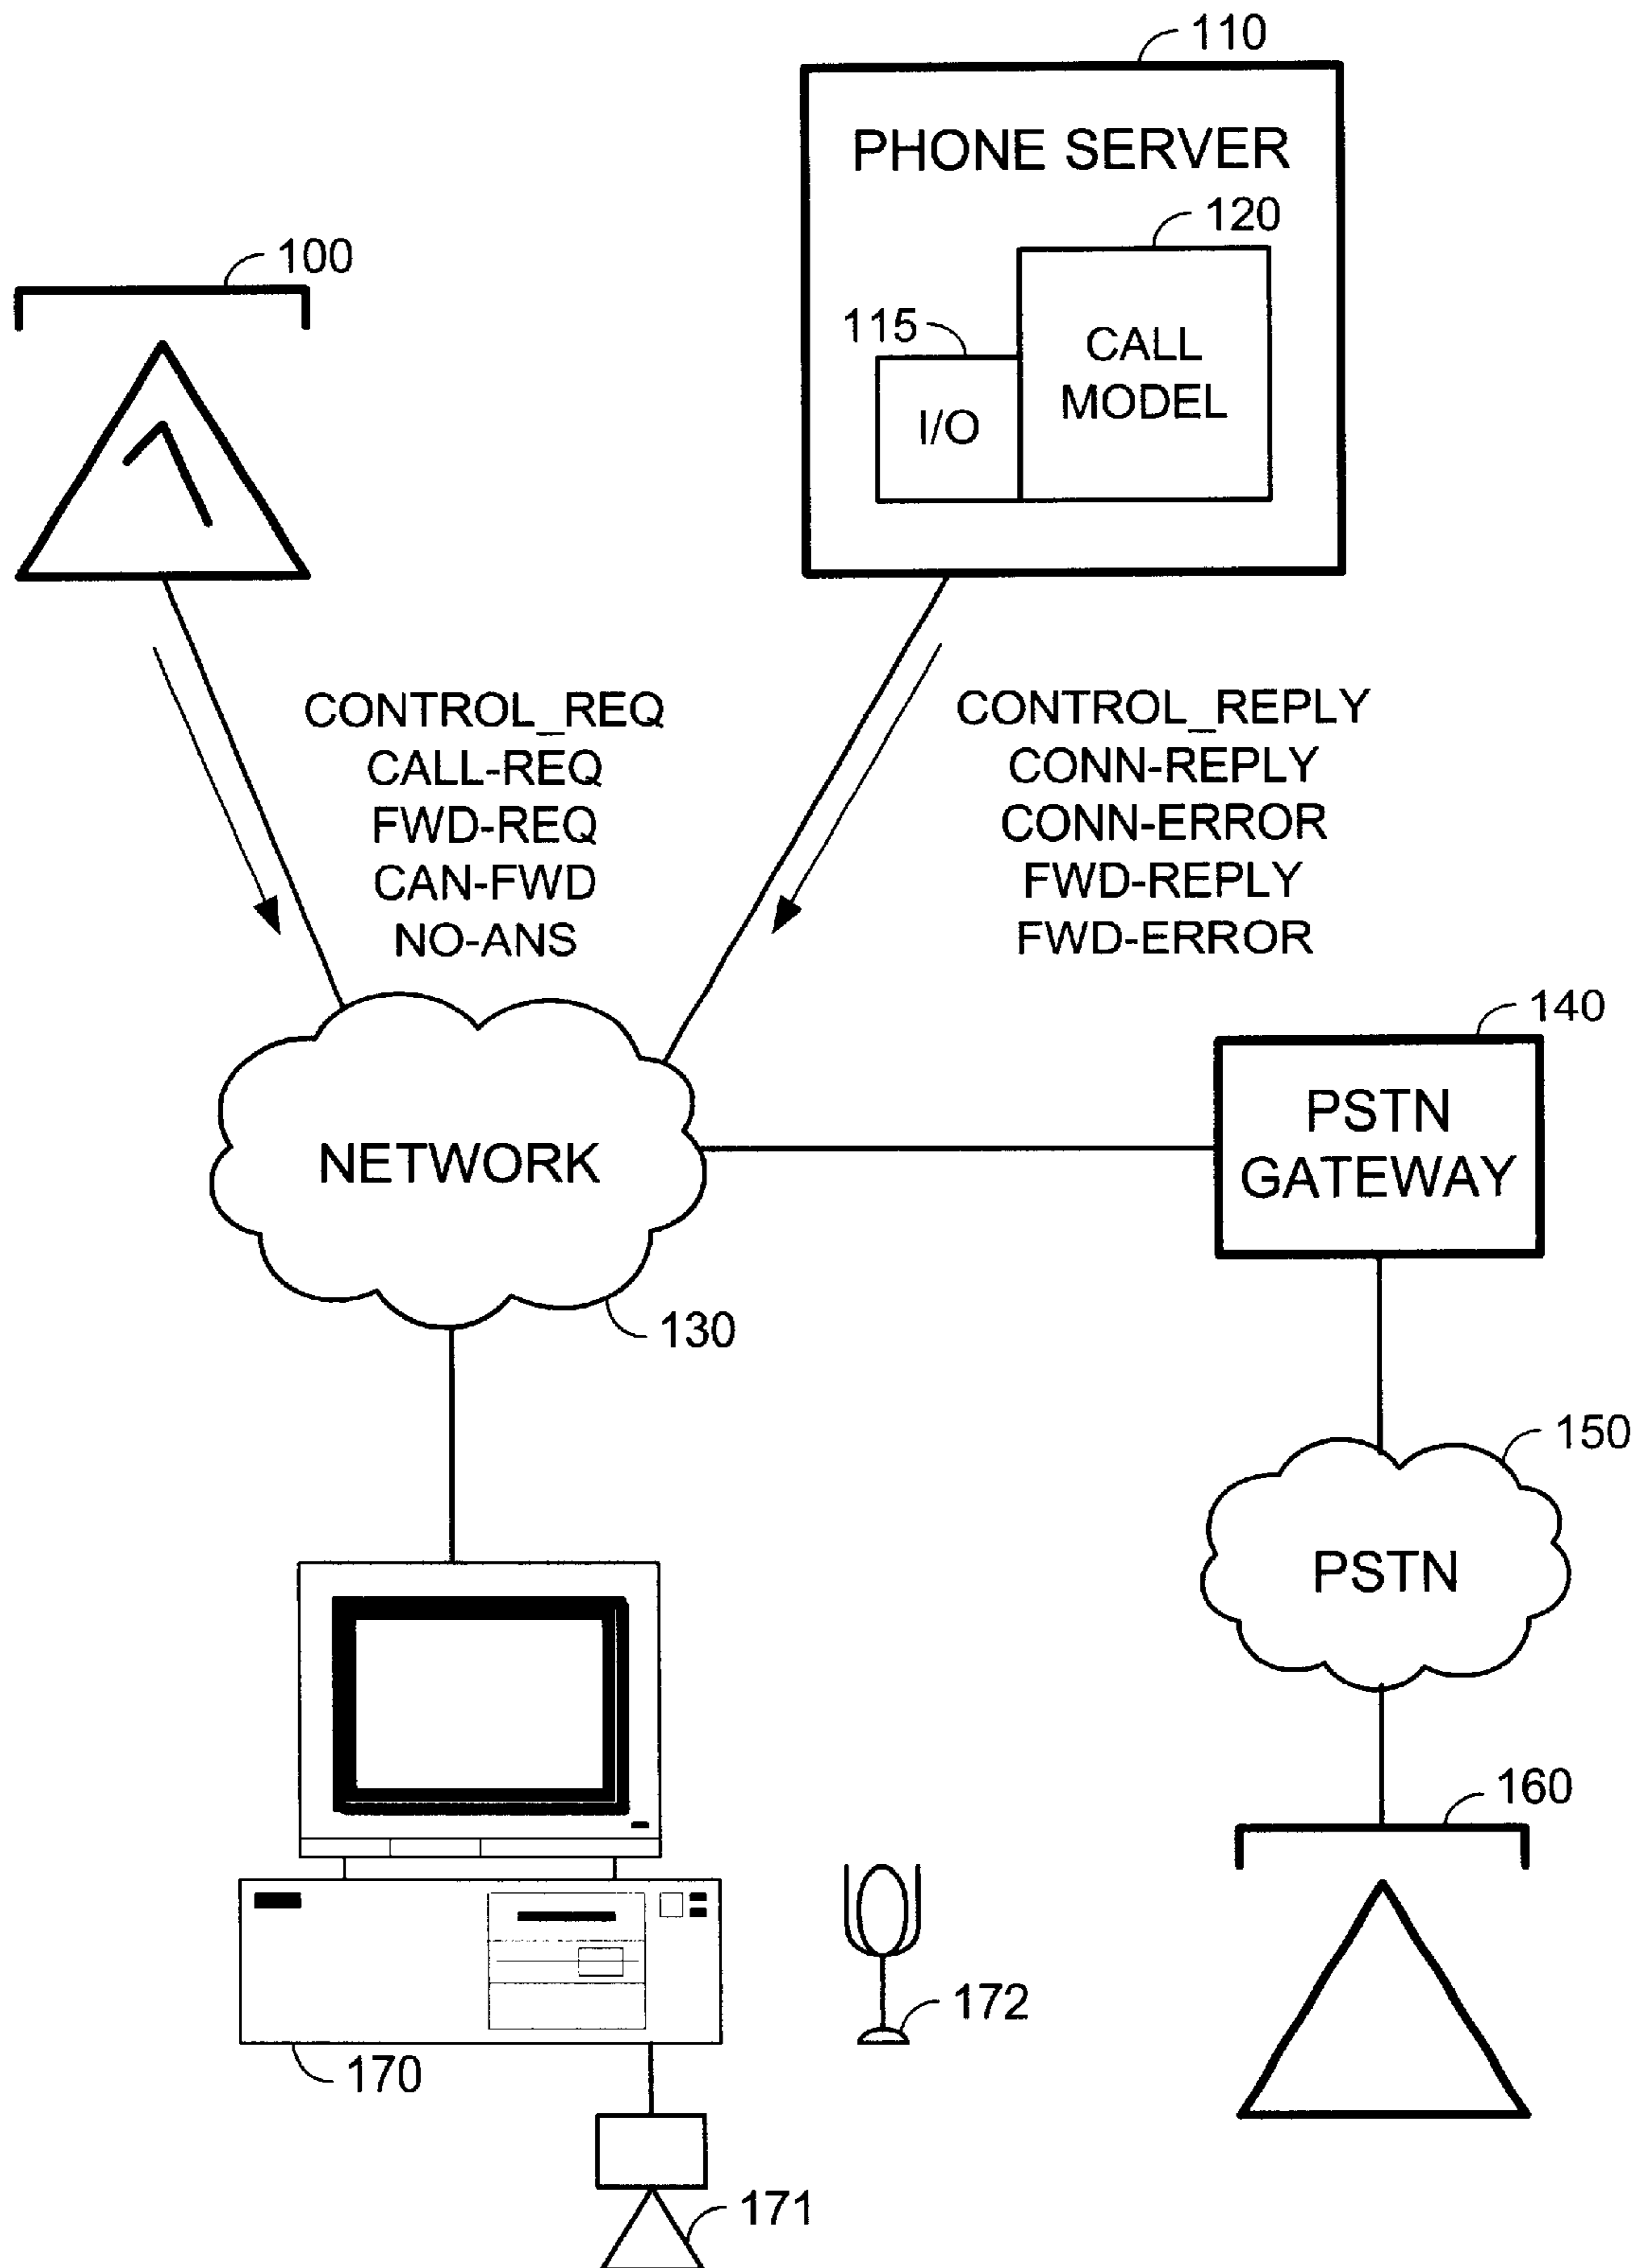 110
PHONE SERVER
120
100
115
CALL
MODEL
I/O
CONTROL_REQ
CALL-REQ
FWD-REQ
CAN-FWD
NO-ANS
CONTROL_REPLY
CONN-REPLY
CONN-ERROR
FWD-REPLY
FWD-ERROR
140
PSTN
GATEWAY
NETWORK
130
150
PSTN
160
172
170
171